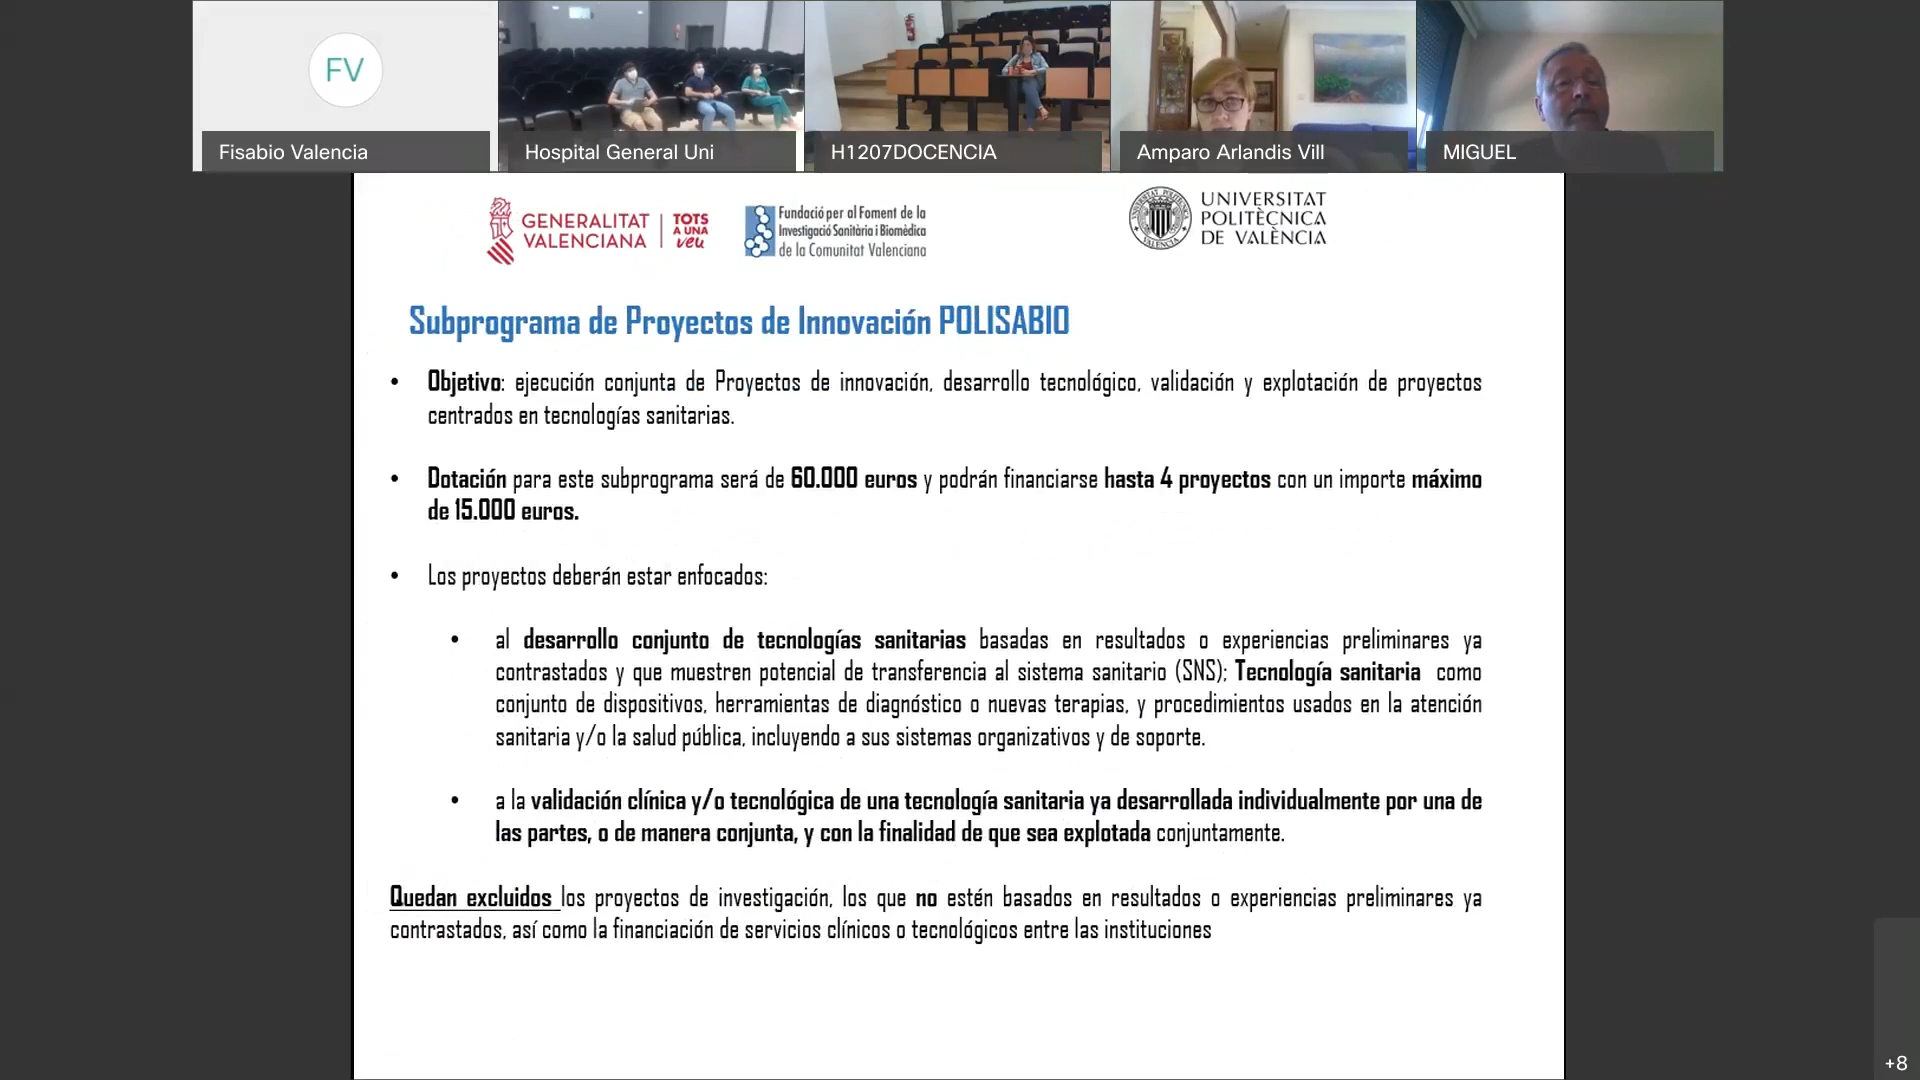 FV
Fisabio Valencia
Hospital General Uni
H1207DOCENCIA
Amparo Arlandis Vill
MIGUEL
GENERALITAT
VALENCIANA
TOTS
A UNA
veu
Fundació per al Foment de la
Investigació Sanitària i Biomèdica
de la Comunitat Valenciana
UNIVERSITAT
POLITÈCNICA
DE VALÈNCIA
Subprograma de Proyectos de Innovación POLISABIO
• Objetivo: ejecución conjunta de Proyectos de innovación, desarrollo tecnológico, validación y explotación de proyectos
centrados en tecnologías sanitarias.
• Dotación para este subprograma será de 60.000 euros y podrán financiarse hasta 4 proyectos con un importe máximo
de 15.000 euros.
• Los proyectos deberán estar enfocados:
• al desarrollo conjunto de tecnologías sanitarias basadas en resultados o experiencias preliminares ya
contrastados y que muestren potencial de transferencia al sistema sanitario (SNS); Tecnología sanitaria como
conjunto de dispositivos, herramientas de diagnóstico o nuevas terapias, y procedimientos usados en la atención
sanitaria y/o la salud pública, incluyendo a sus sistemas organizativos y de soporte.
• a la validación clínica y/o tecnológica de una tecnología sanitaria ya desarrollada individualmente por una de
las partes, o de manera conjunta, y con la finalidad de que sea explotada conjuntamente.
Quedan excluidos los proyectos de investigación, los que no estén basados en resultados o experiencias preliminares ya
contrastados, así como la financiación de servicios clínicos o tecnológicos entre las instituciones
+8